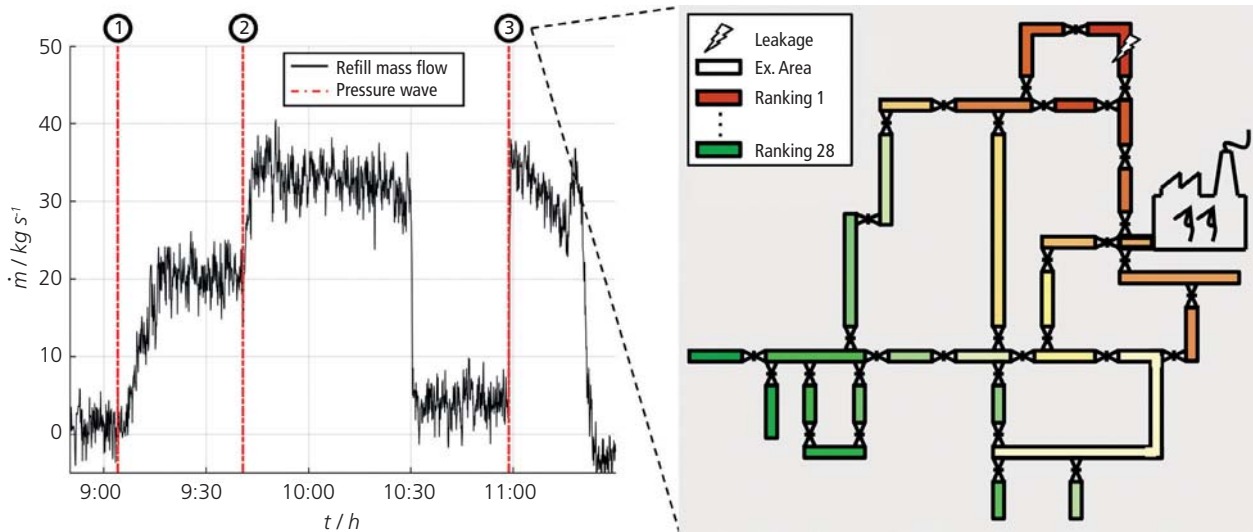 1
2
3
50
40
30
20
10
0
ṁ / kg s⁻¹
Refill mass flow
Pressure wave
9:00
9:30
10:00
10:30
11:00
t / h
Leakage
Ex. Area
Ranking 1
Ranking 28